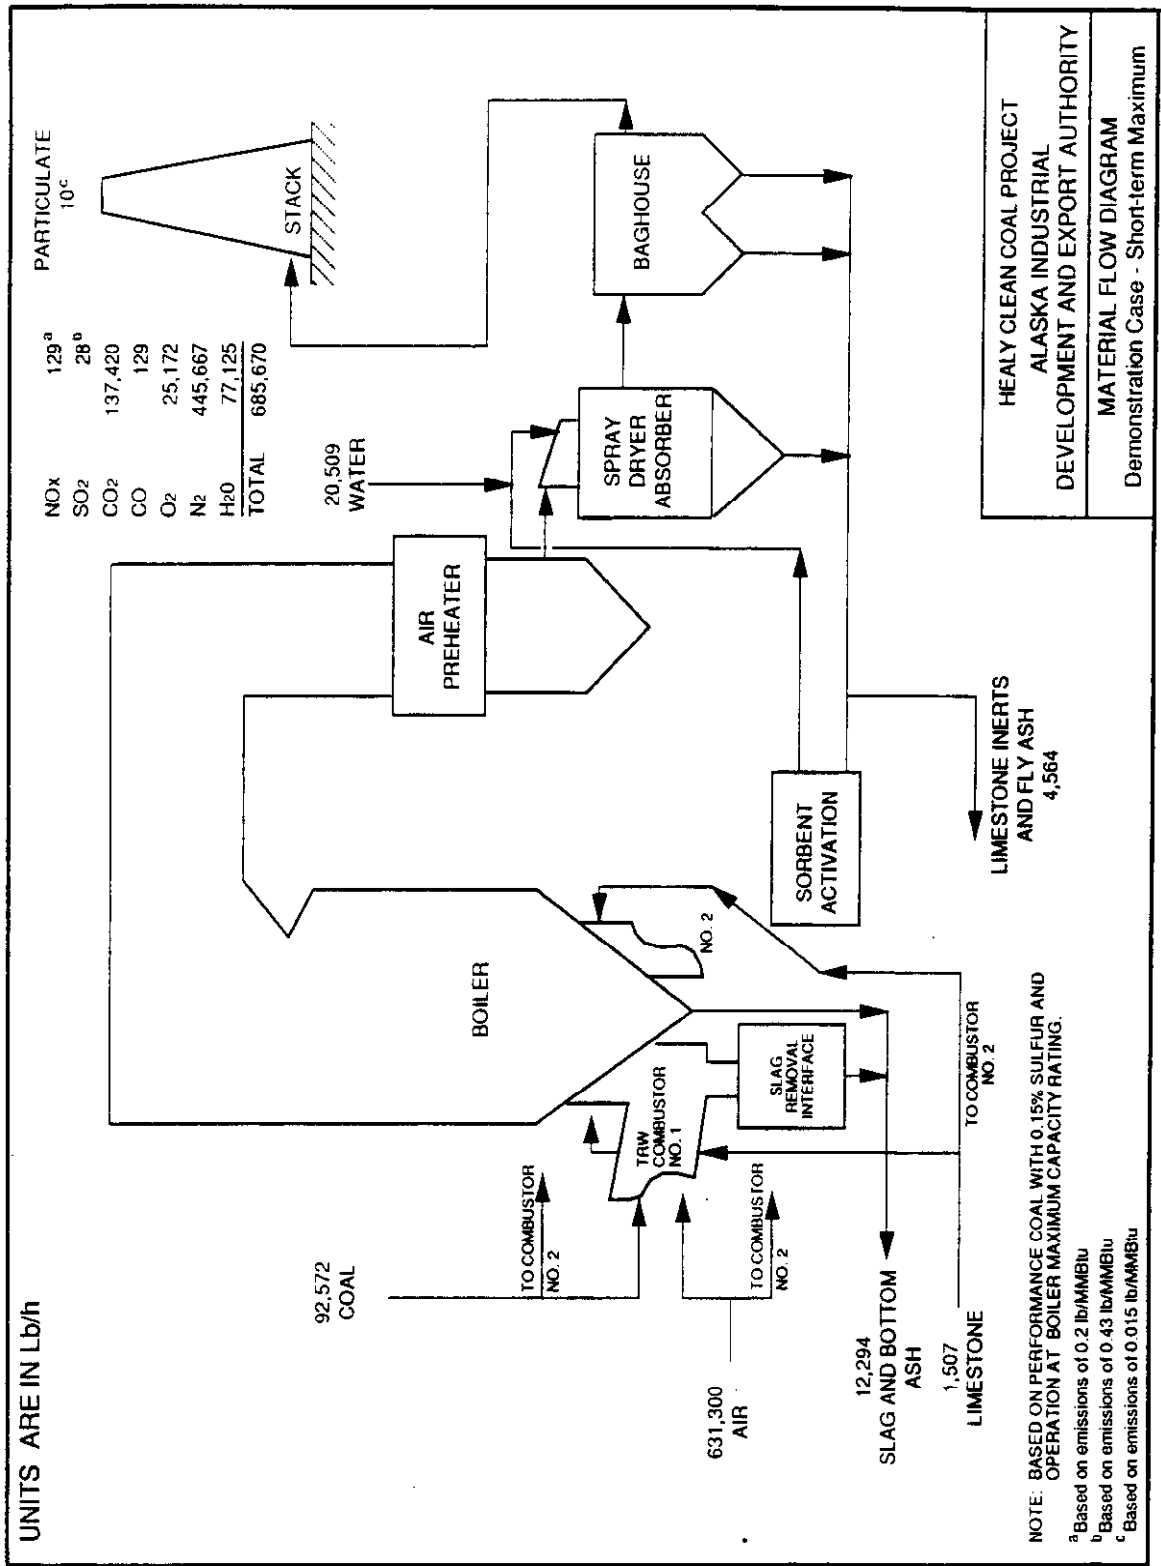 UNITS ARE IN Lb/h
PARTICULATE
10ᶜ
NOx 129ᵃ
SO₂ 28ᵇ
CO₂ 137,420
CO 129
O₂ 25,172
N₂ 445,667
H₂O 77,125
TOTAL 685,670
STACK
20,509
WATER
AIR
PREHEATER
SPRAY
DRYER
ABSORBER
BAGHOUSE
BOILER
92,572
COAL
TO COMBUSTOR
NO. 2
TRW
COMBUSTOR
NO. 1
NO. 2
631,300
AIR
TO COMBUSTOR
NO. 2
SLAG
REMOVAL
INTERFACE
SORBENT
ACTIVATION
12,294
SLAG AND BOTTOM
ASH
1,507
LIMESTONE
TO COMBUSTOR
NO. 2
LIMESTONE INERTS
AND FLY ASH
4,564
NOTE: BASED ON PERFORMANCE COAL WITH 0.15% SULFUR AND
OPERATION AT BOILER MAXIMUM CAPACITY RATING.
ᵃ Based on emissions of 0.2 lb/MMBtu
ᵇ Based on emissions of 0.43 lb/MMBtu
ᶜ Based on emissions of 0.015 lb/MMBtu
HEALY CLEAN COAL PROJECT
ALASKA INDUSTRIAL
DEVELOPMENT AND EXPORT AUTHORITY
MATERIAL FLOW DIAGRAM
Demonstration Case - Short-term Maximum